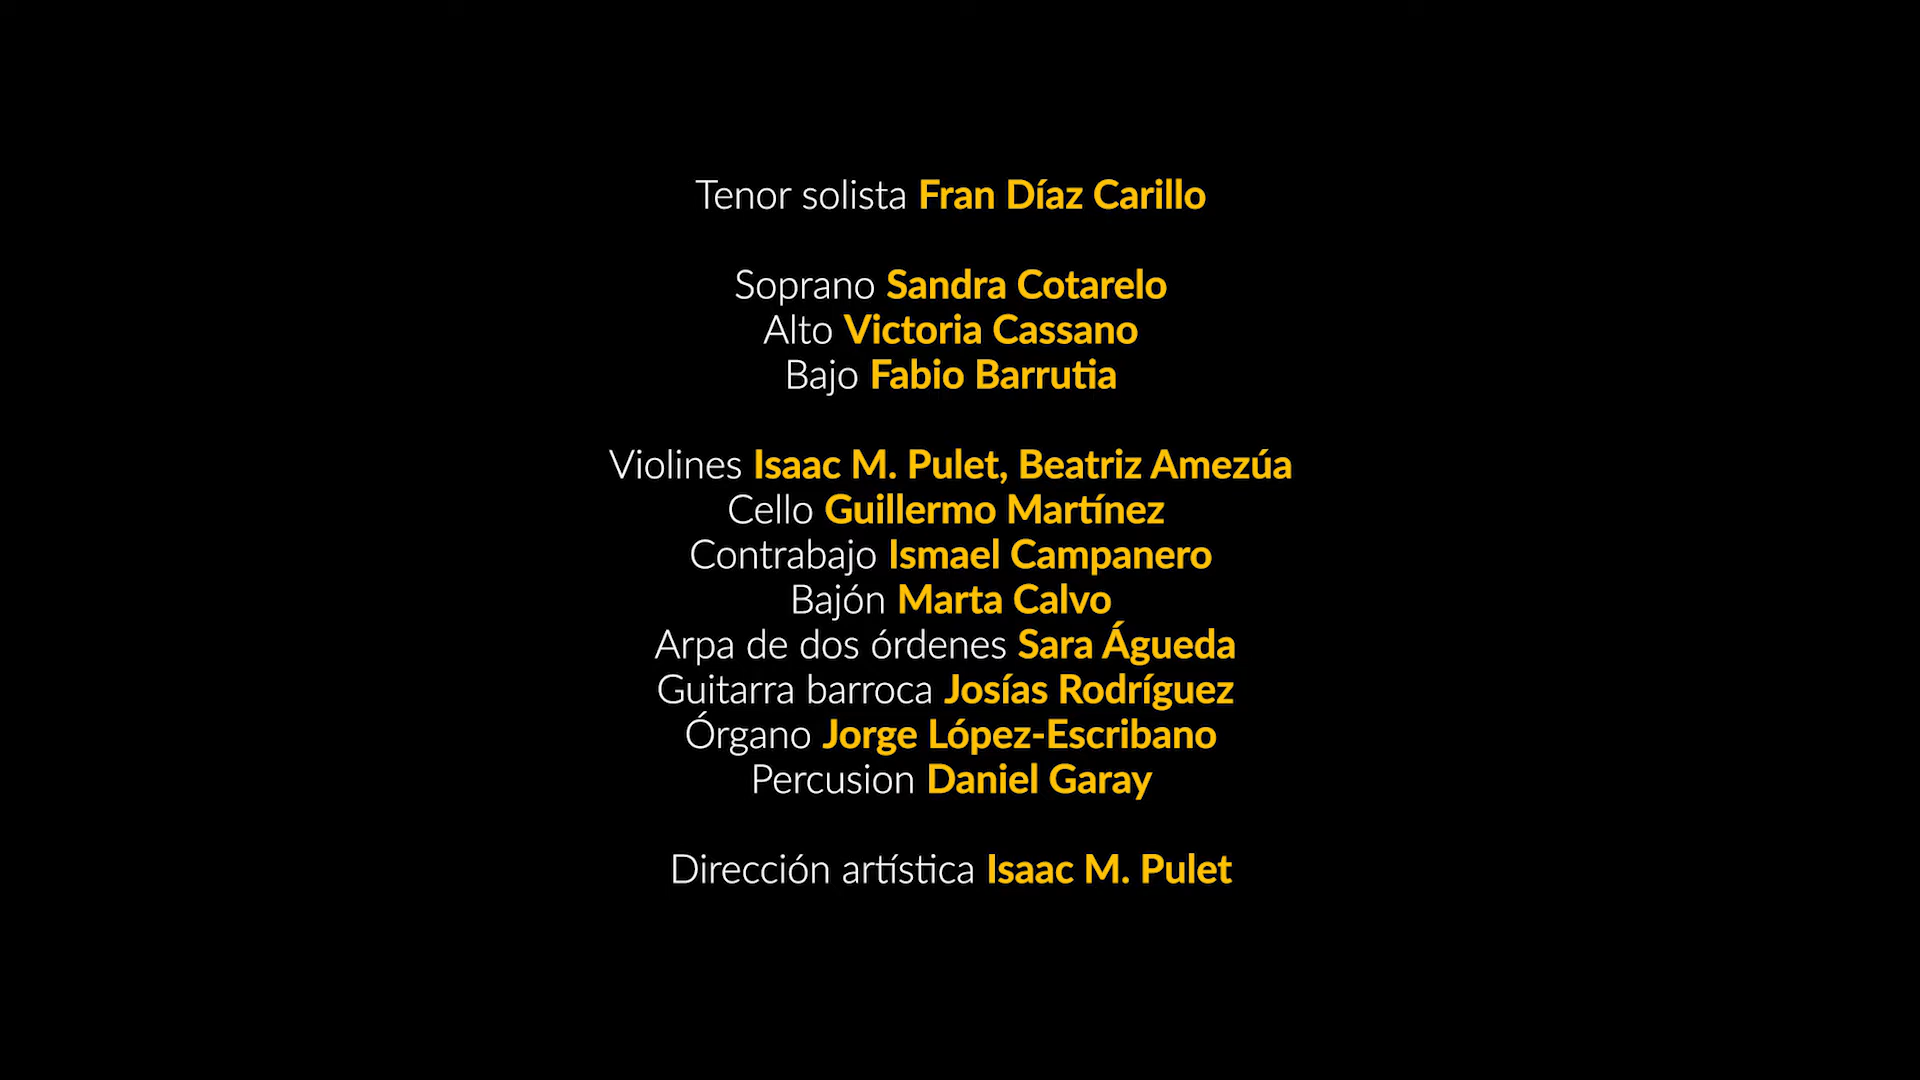 Tenor solista Fran Díaz Carillo
Soprano Sandra Cotarelo
Alto Victoria Cassano
Bajo Fabio Barrutia
Violines Isaac M. Pulet, Beatriz Amezúa
Cello Guillermo Martínez
Contrabajo Ismael Campanero
Bajón Marta Calvo
Arpa de dos órdenes Sara Águeda
Guitarra barroca Josías Rodríguez
Órgano Jorge López-Escribano
Percusion Daniel Garay
Dirección artística Isaac M. Pulet